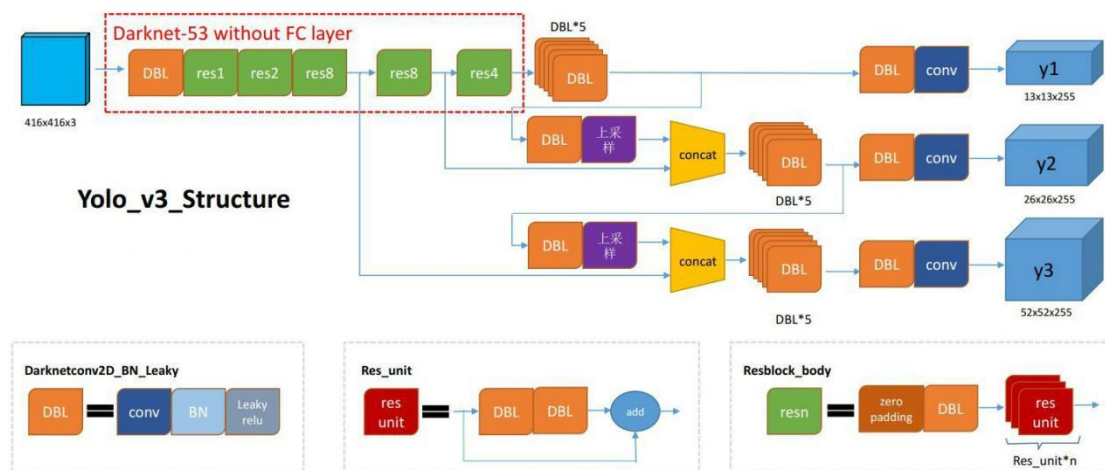 Darknet-53 without FC layer
DBL*5
DBL
res1
res2
res8
res8
res4
DBL
DBL
conv
y1
416x416x3
13x13x255
DBL
上采
样
concat
DBL
DBL
conv
y2
Yolo_v3_Structure
DBL*5
26x26x255
DBL
上采
样
concat
DBL
DBL
conv
y3
DBL*5
52x52x255
Darknetconv2D_BN_Leaky
DBL
conv
BN
Leaky
relu
Res_unit
res
unit
DBL
DBL
add
Resblock_body
resn
zero
padding
DBL
res
unit
Res_unit*n